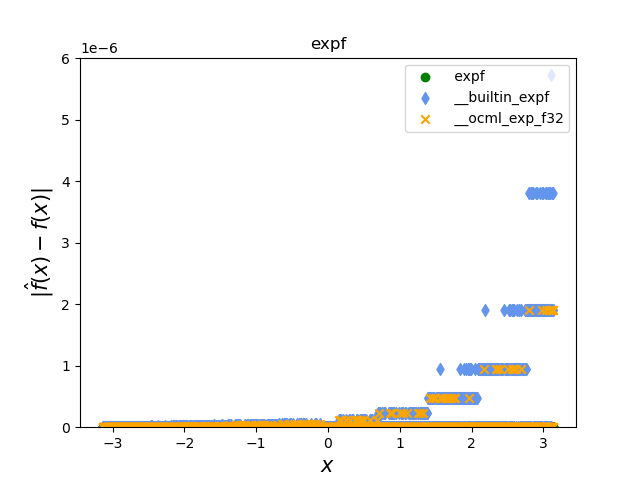 expf
1e−6
6
5
4
3
2
1
0
|f̂(x) − f(x)|
expf
__builtin_expf
__ocml_exp_f32
−3 −2 −1 0 1 2 3
x